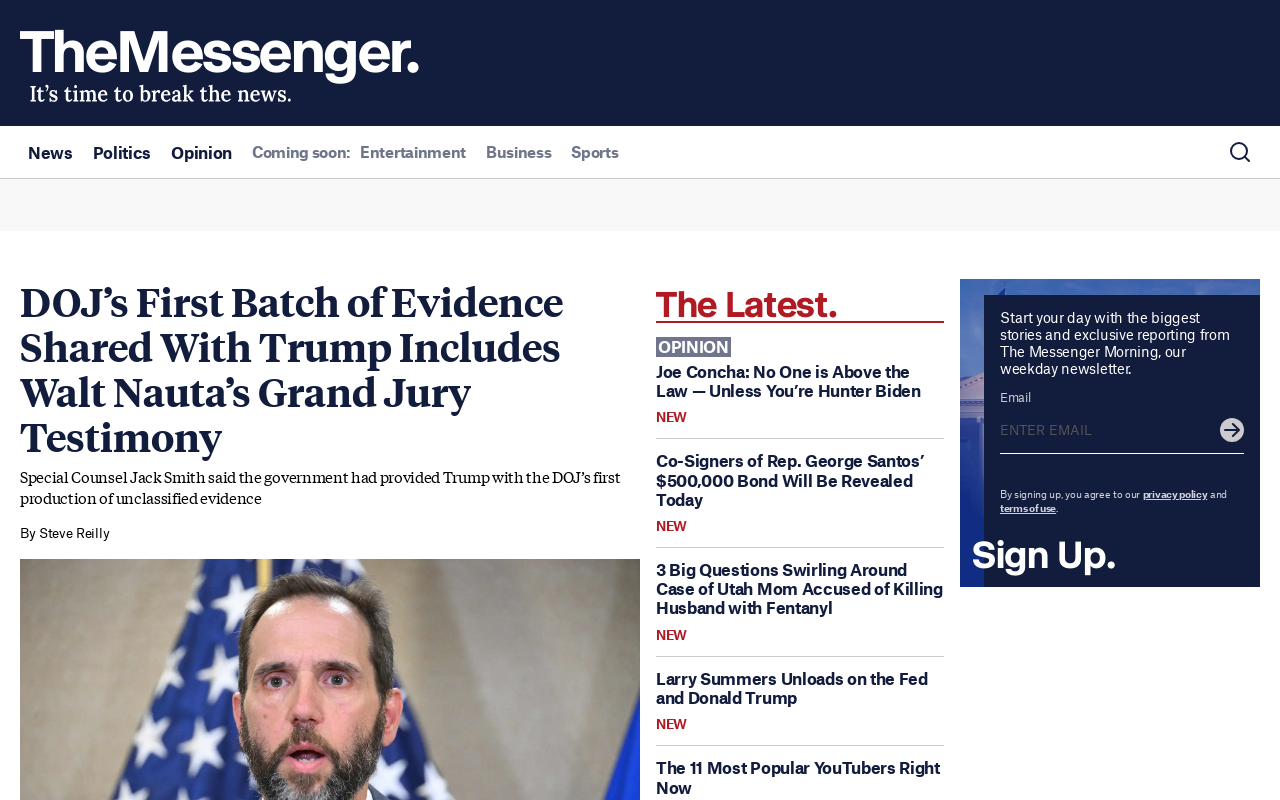 TheMessenger.
It's time to break the news.
News Politics Opinion Coming soon: Entertainment Business Sports
DOJ’s First Batch of Evidence
Shared With Trump Includes
Walt Nauta’s Grand Jury
Testimony
Special Counsel Jack Smith said the government had provided Trump with the DOJ’s first
production of unclassified evidence
By Steve Reilly
The Latest.
OPINION
Joe Concha: No One is Above the
Law — Unless You’re Hunter Biden
NEW
Co-Signers of Rep. George Santos’
$500,000 Bond Will Be Revealed
Today
NEW
3 Big Questions Swirling Around
Case of Utah Mom Accused of Killing
Husband with Fentanyl
NEW
Larry Summers Unloads on the Fed
and Donald Trump
NEW
The 11 Most Popular YouTubers Right
Now
Start your day with the biggest
stories and exclusive reporting from
The Messenger Morning, our
weekday newsletter.
Email
ENTER EMAIL
By signing up, you agree to our privacy policy and
terms of use.
Sign Up.